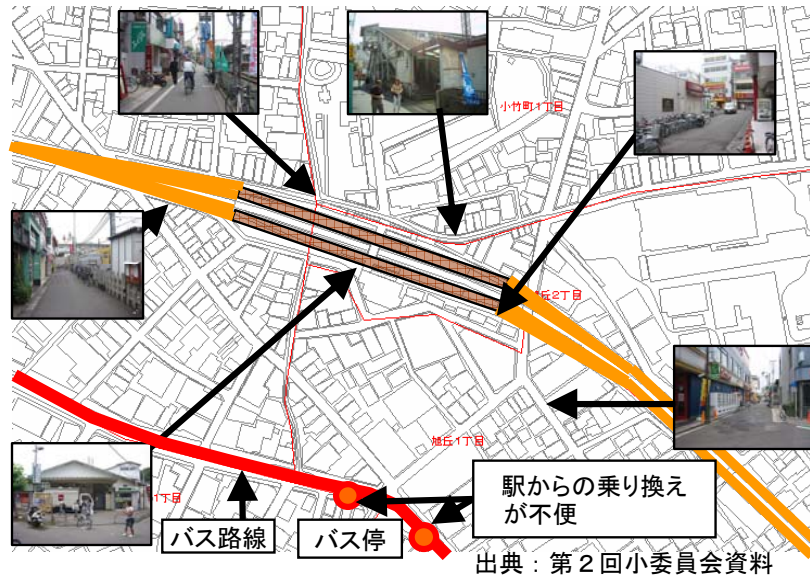 小竹町1丁目
丘2丁目
旭丘1丁目
1丁目
駅からの乗り換え
が不便
バス路線
バス停
出典:第2回小委員会資料